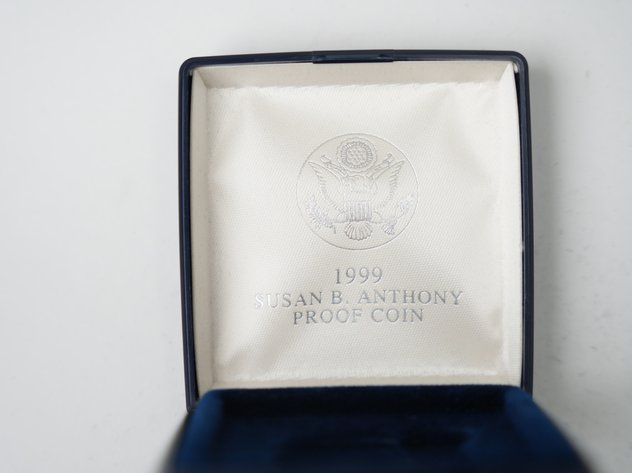 1999
SUSAN B. ANTHONY
PROOF COIN